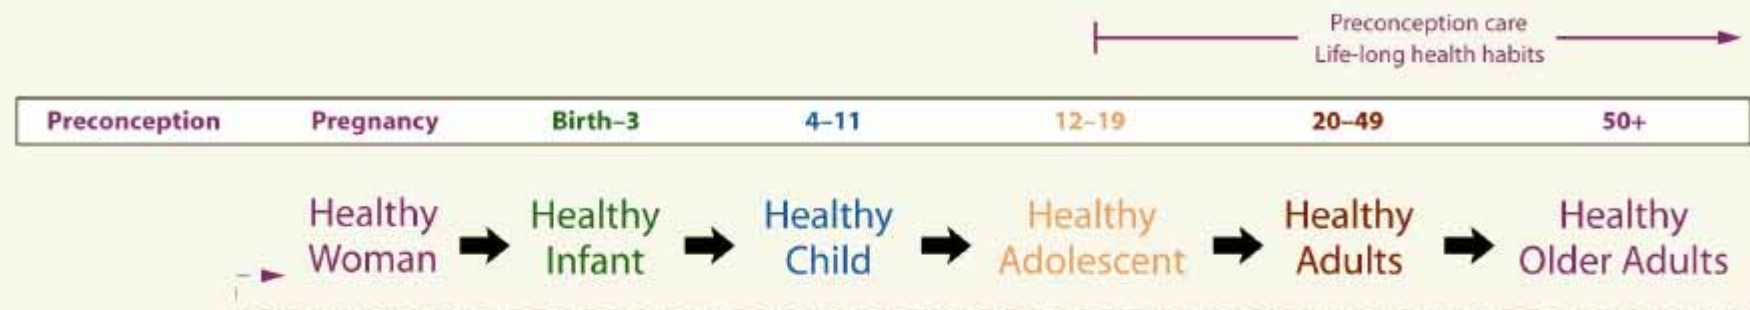 Preconception care
Life-long health habits
Preconception Pregnancy Birth–3 4–11 12–19 20–49 50+
Healthy Healthy Healthy Healthy Healthy Healthy
Woman Infant Child Adolescent Adults Older Adults